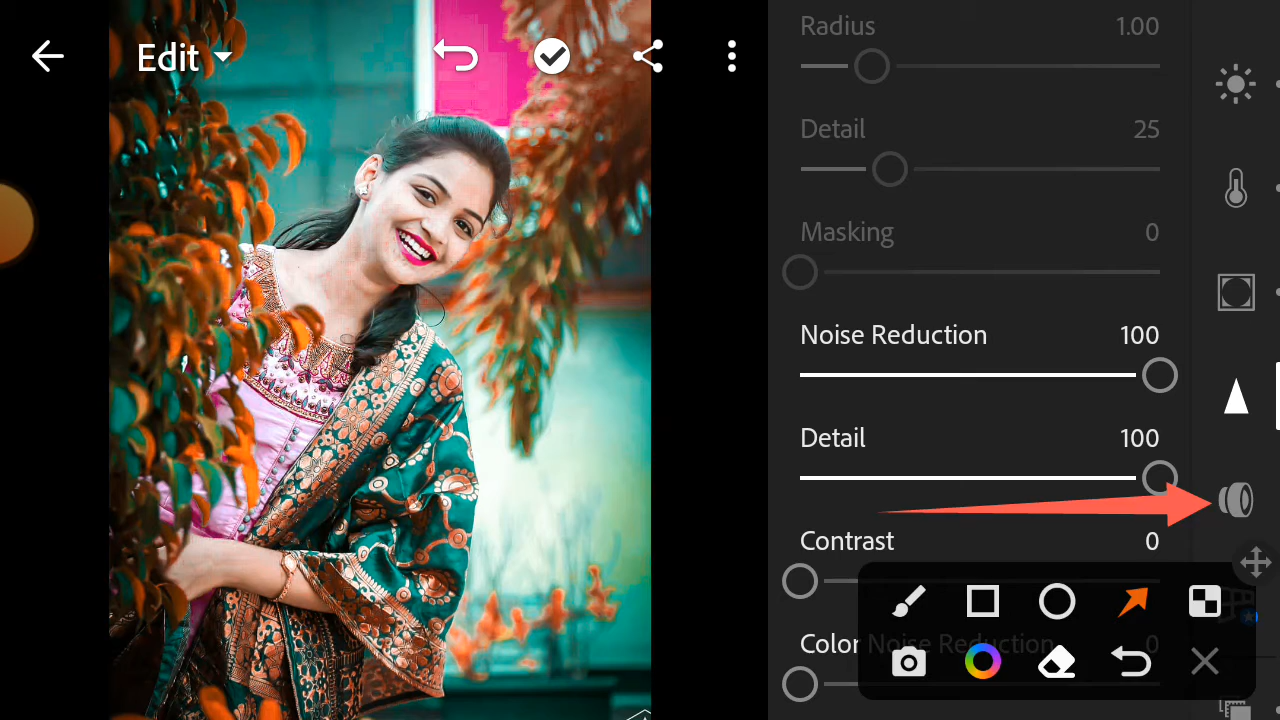 Edit
Radius 1.00
Detail 25
Masking 0
Noise Reduction 100
Detail 100
Contrast 0
Color Noise Reduction 0